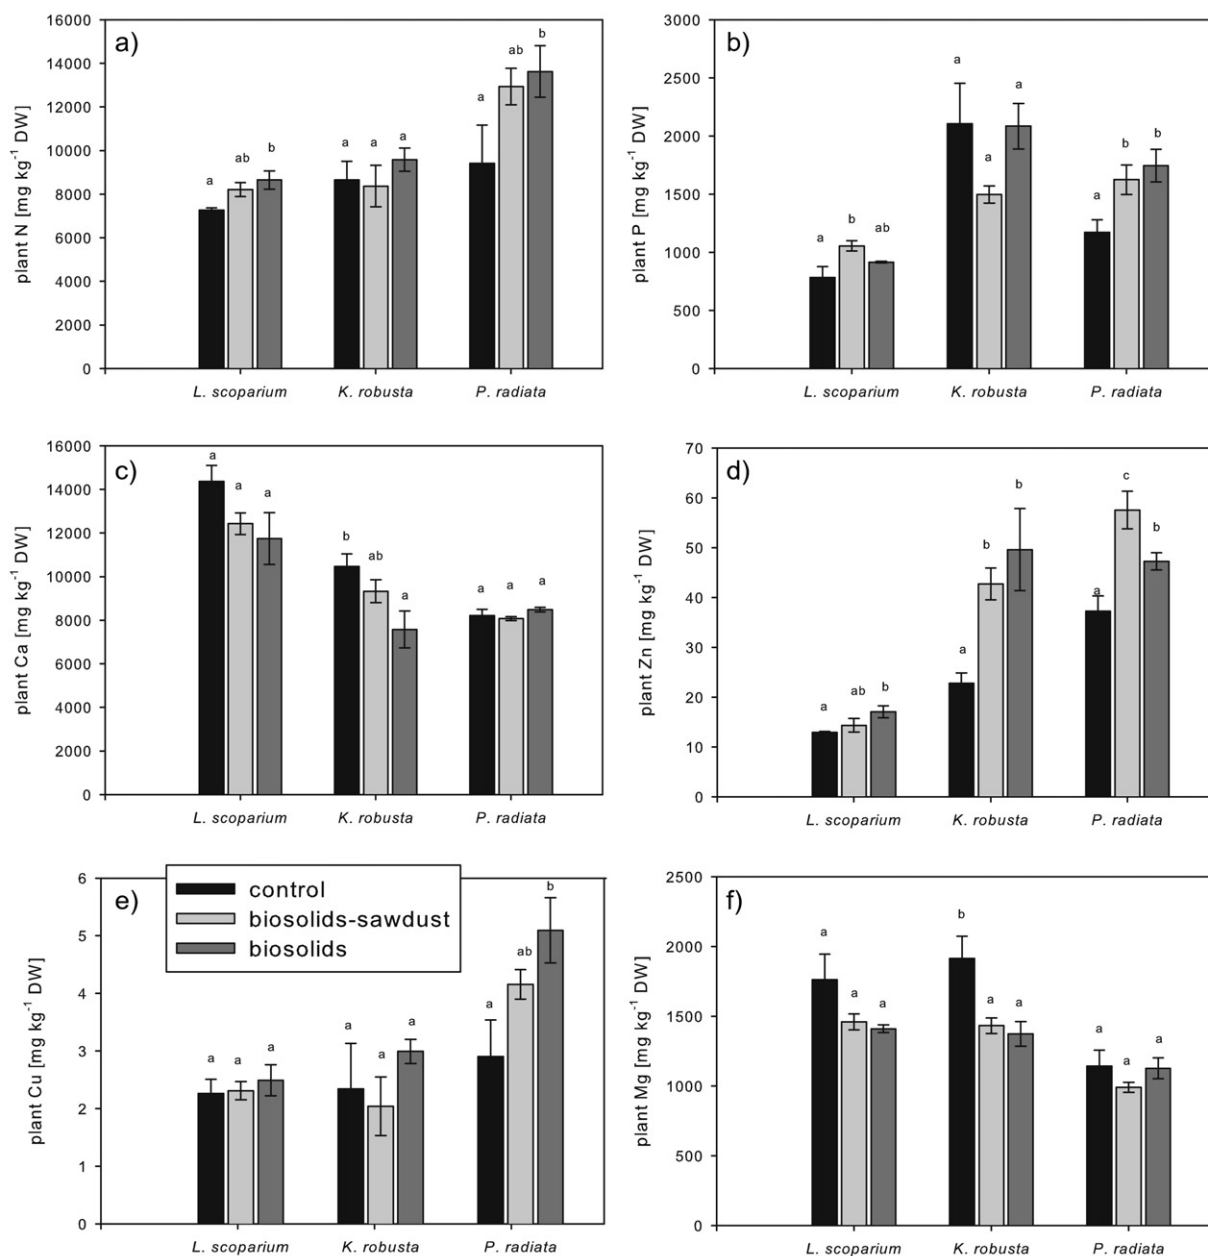 a)
plant N [mg kg-1 DW]
16000
14000
12000
10000
8000
6000
4000
2000
0
a ab b
a a a
a ab b
L. scoparium K. robusta P. radiata
b)
plant P [mg kg-1 DW]
3000
2500
2000
1500
1000
500
0
a b ab
a a a
a b b
L. scoparium K. robusta P. radiata
c)
plant Ca [mg kg-1 DW]
16000
14000
12000
10000
8000
6000
4000
2000
0
a a a
b ab a
a a a
L. scoparium K. robusta P. radiata
d)
plant Zn [mg kg-1 DW]
70
60
50
40
30
20
10
0
a ab b
a b b
a c b
L. scoparium K. robusta P. radiata
e)
control
biosolids-sawdust
biosolids
plant Cu [mg kg-1 DW]
6
5
4
3
2
1
0
a a a
a a a
a ab b
L. scoparium K. robusta P. radiata
f)
plant Mg [mg kg-1 DW]
2500
2000
1500
1000
500
0
a a a
b a a
a a a
L. scoparium K. robusta P. radiata